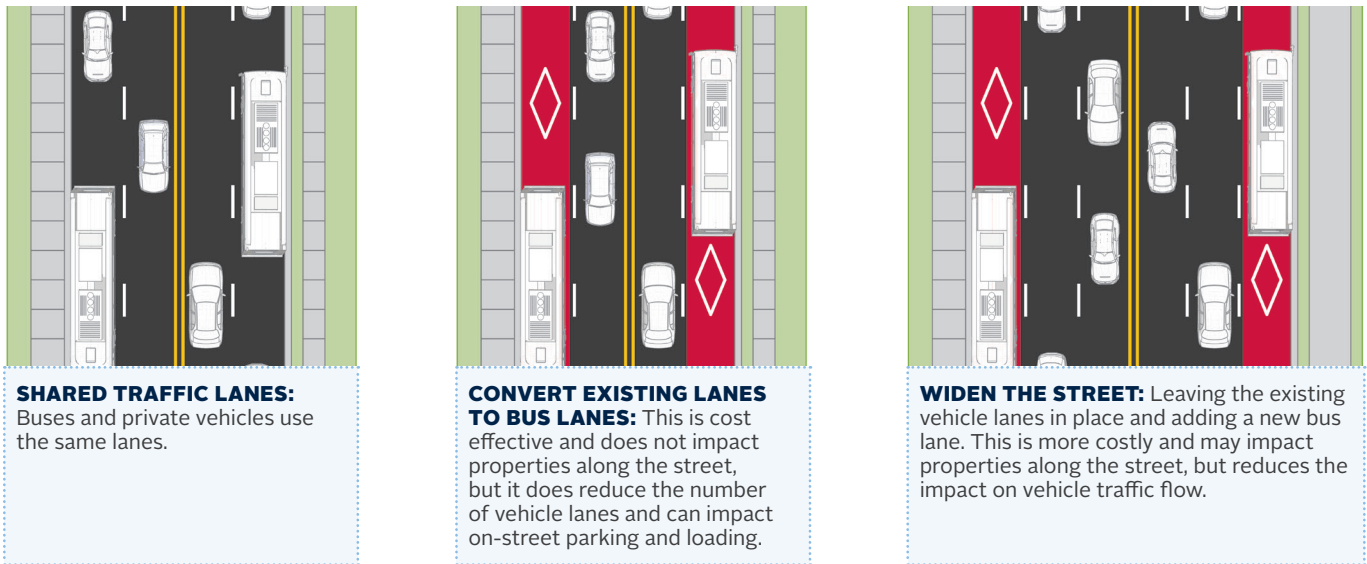 SHARED TRAFFIC LANES:
Buses and private vehicles use
the same lanes.
CONVERT EXISTING LANES
TO BUS LANES: This is cost
effective and does not impact
properties along the street,
but it does reduce the number
of vehicle lanes and can impact
on-street parking and loading.
WIDEN THE STREET: Leaving the existing
vehicle lanes in place and adding a new bus
lane. This is more costly and may impact
properties along the street, but reduces the
impact on vehicle traffic flow.